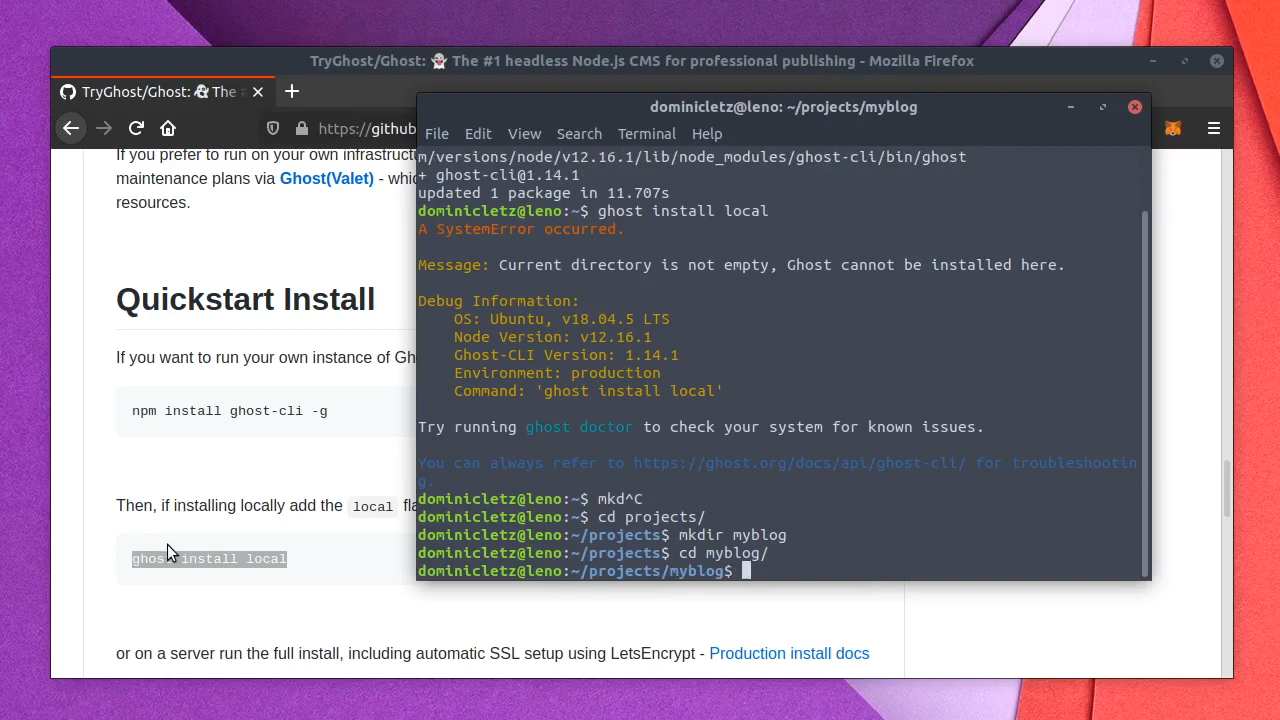 TryGhost/Ghost: 👻 The #1 headless Node.js CMS for professional publishing - Mozilla Firefox
TryGhost/Ghost: 👻 The #
https://github
If you prefer to run on your own infrastruct
maintenance plans via Ghost(Valet) - whic
resources.
Quickstart Install
If you want to run your own instance of Gh
npm install ghost-cli -g
Then, if installing locally add the local fla
ghost install local
or on a server run the full install, including automatic SSL setup using LetsEncrypt - Production install docs
dominicletz@leno: ~/projects/myblog
File Edit View Search Terminal Help
m/versions/node/v12.16.1/lib/node_modules/ghost-cli/bin/ghost
+ ghost-cli@1.14.1
updated 1 package in 11.707s
dominicletz@leno:~$ ghost install local
A SystemError occurred.
Message: Current directory is not empty, Ghost cannot be installed here.
Debug Information:
    OS: Ubuntu, v18.04.5 LTS
    Node Version: v12.16.1
    Ghost-CLI Version: 1.14.1
    Environment: production
    Command: 'ghost install local'
Try running ghost doctor to check your system for known issues.
You can always refer to https://ghost.org/docs/api/ghost-cli/ for troubleshootin
g.
dominicletz@leno:~$ mkd^C
dominicletz@leno:~$ cd projects/
dominicletz@leno:~/projects$ mkdir myblog
dominicletz@leno:~/projects$ cd myblog/
dominicletz@leno:~/projects/myblog$